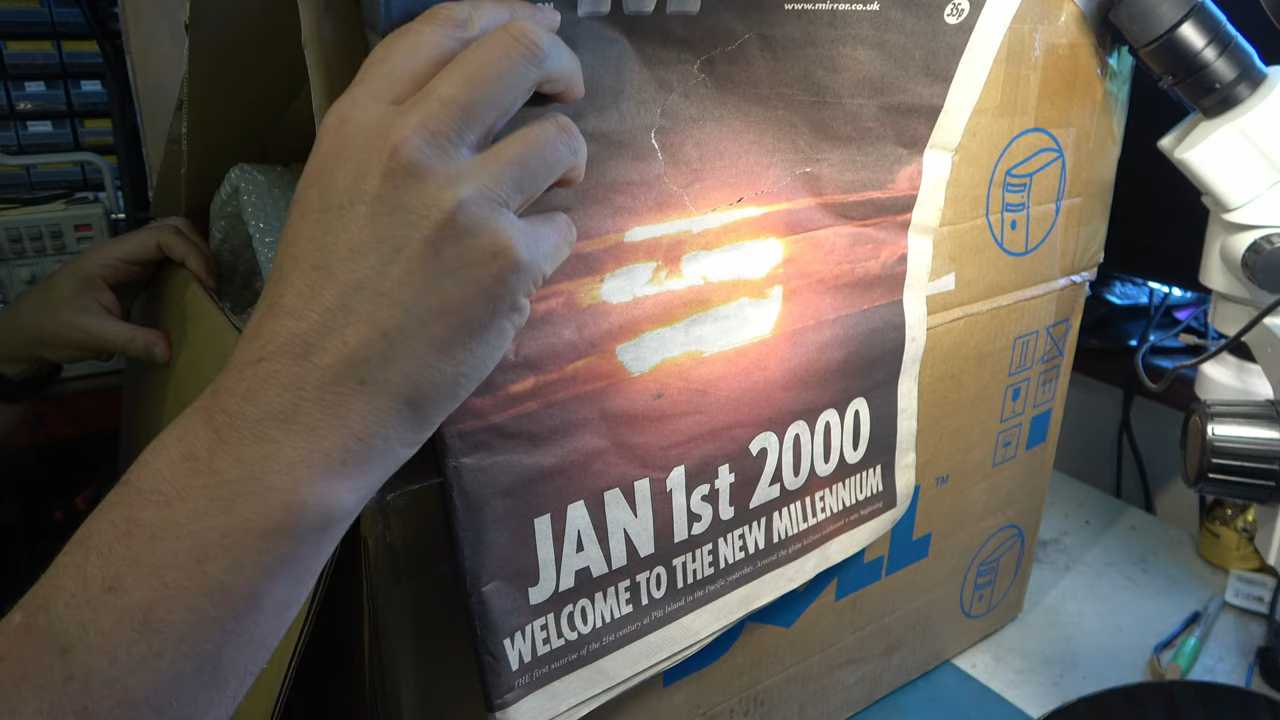 www.mirror.co.uk
35p
JAN 1st 2000
WELCOME TO THE NEW MILLENNIUM
THE first sunrise of the 21st century at Pitt Island in the Pacific yesterday. Around the globe billions celebrated a new beginning
TM